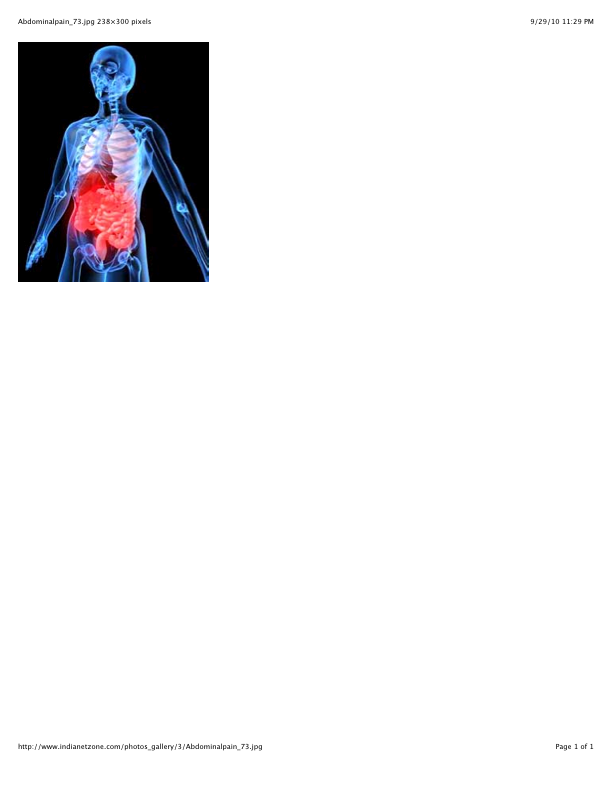 Abdominalpain_73.jpg 238×300 pixels
9/29/10 11:29 PM
http://www.indianetzone.com/photos_gallery/3/Abdominalpain_73.jpg
Page 1 of 1